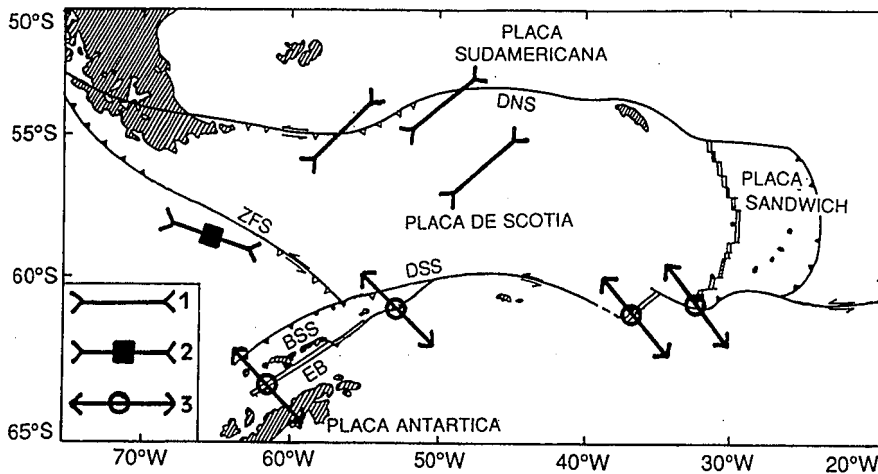 50°S
PLACA
SUDAMERICANA
DNS
55°S
PLACA
SANDWICH
ZFS
PLACA DE SCOTIA
60°S
DSS
1
BSS
2
EB
3
PLACA ANTARTICA
65°S
70°W
60°W
50°W
40°W
30°W
20°W